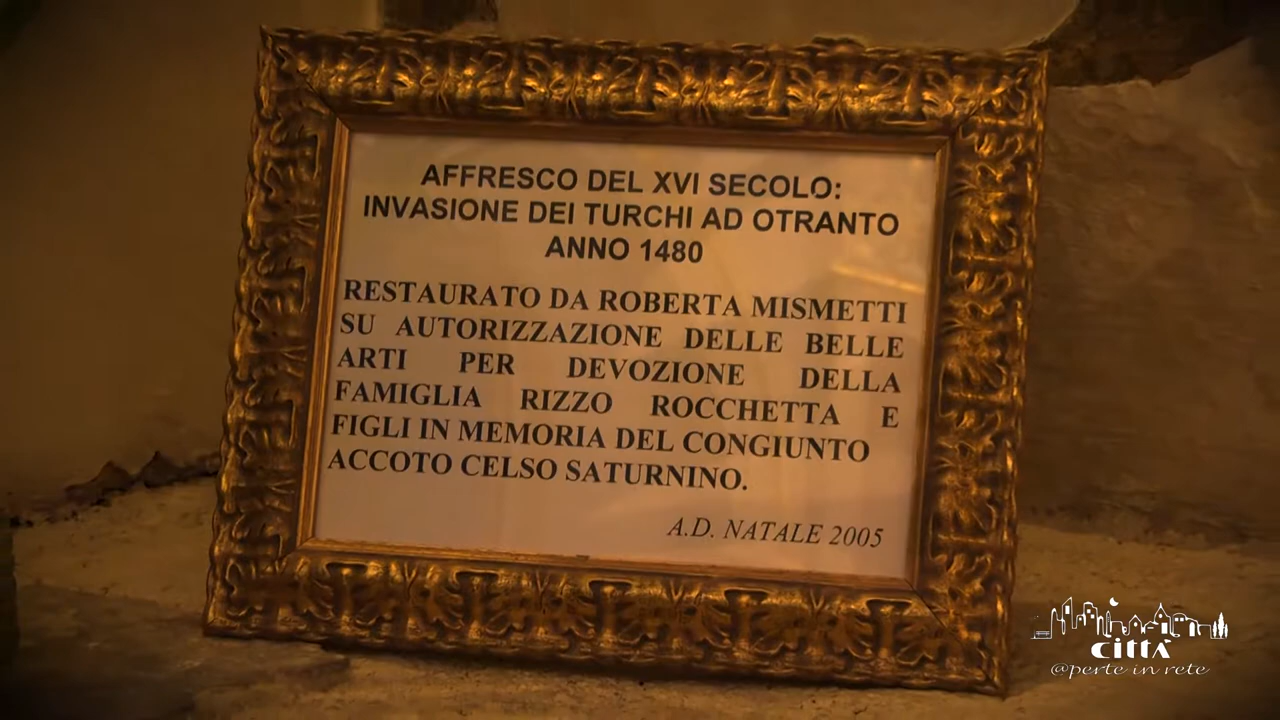 AFFRESCO DEL XVI SECOLO:
INVASIONE DEI TURCHI AD OTRANTO
ANNO 1480
RESTAURATO DA ROBERTA MISMETTI
SU AUTORIZZAZIONE DELLE BELLE
ARTI PER DEVOZIONE DELLA
FAMIGLIA RIZZO ROCCHETTA E
FIGLI IN MEMORIA DEL CONGIUNTO
ACCOTO CELSO SATURNINO.
A.D. NATALE 2005
CITTÀ
@perte in rete